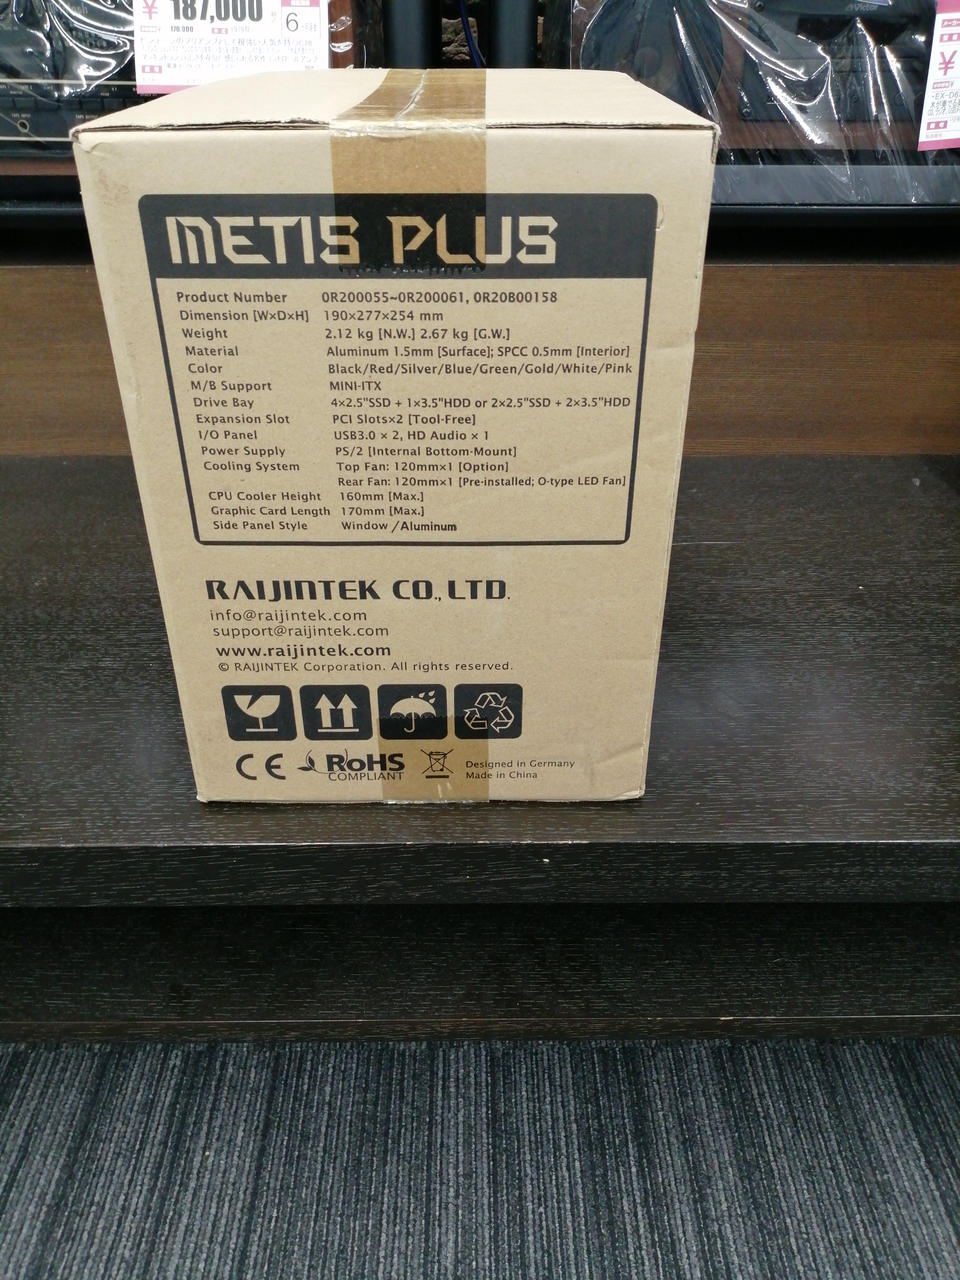 ¥187,000
170,000
6
Victor
¥
METIS PLUS
Product Number 0R200055~0R200061, 0R20B00158
Dimension [W×D×H] 190×277×254 mm
Weight 2.12 kg [N.W.] 2.67 kg [G.W.]
Material Aluminum 1.5mm [Surface]; SPCC 0.5mm [Interior]
Color Black/Red/Silver/Blue/Green/Gold/White/Pink
M/B Support MINI-ITX
Drive Bay 4×2.5"SSD + 1×3.5"HDD or 2×2.5"SSD + 2×3.5"HDD
Expansion Slot PCI Slots×2 [Tool-Free]
I/O Panel USB3.0 × 2, HD Audio × 1
Power Supply PS/2 [Internal Bottom-Mount]
Cooling System Top Fan: 120mm×1 [Option]
Rear Fan: 120mm×1 [Pre-installed; O-type LED Fan]
CPU Cooler Height 160mm [Max.]
Graphic Card Length 170mm [Max.]
Side Panel Style Window /Aluminum
RAIJINTEK CO., LTD.
info@raijintek.com
support@raijintek.com
www.raijintek.com
© RAIJINTEK Corporation. All rights reserved.
CE RoHS
COMPLIANT
Designed in Germany
Made in China